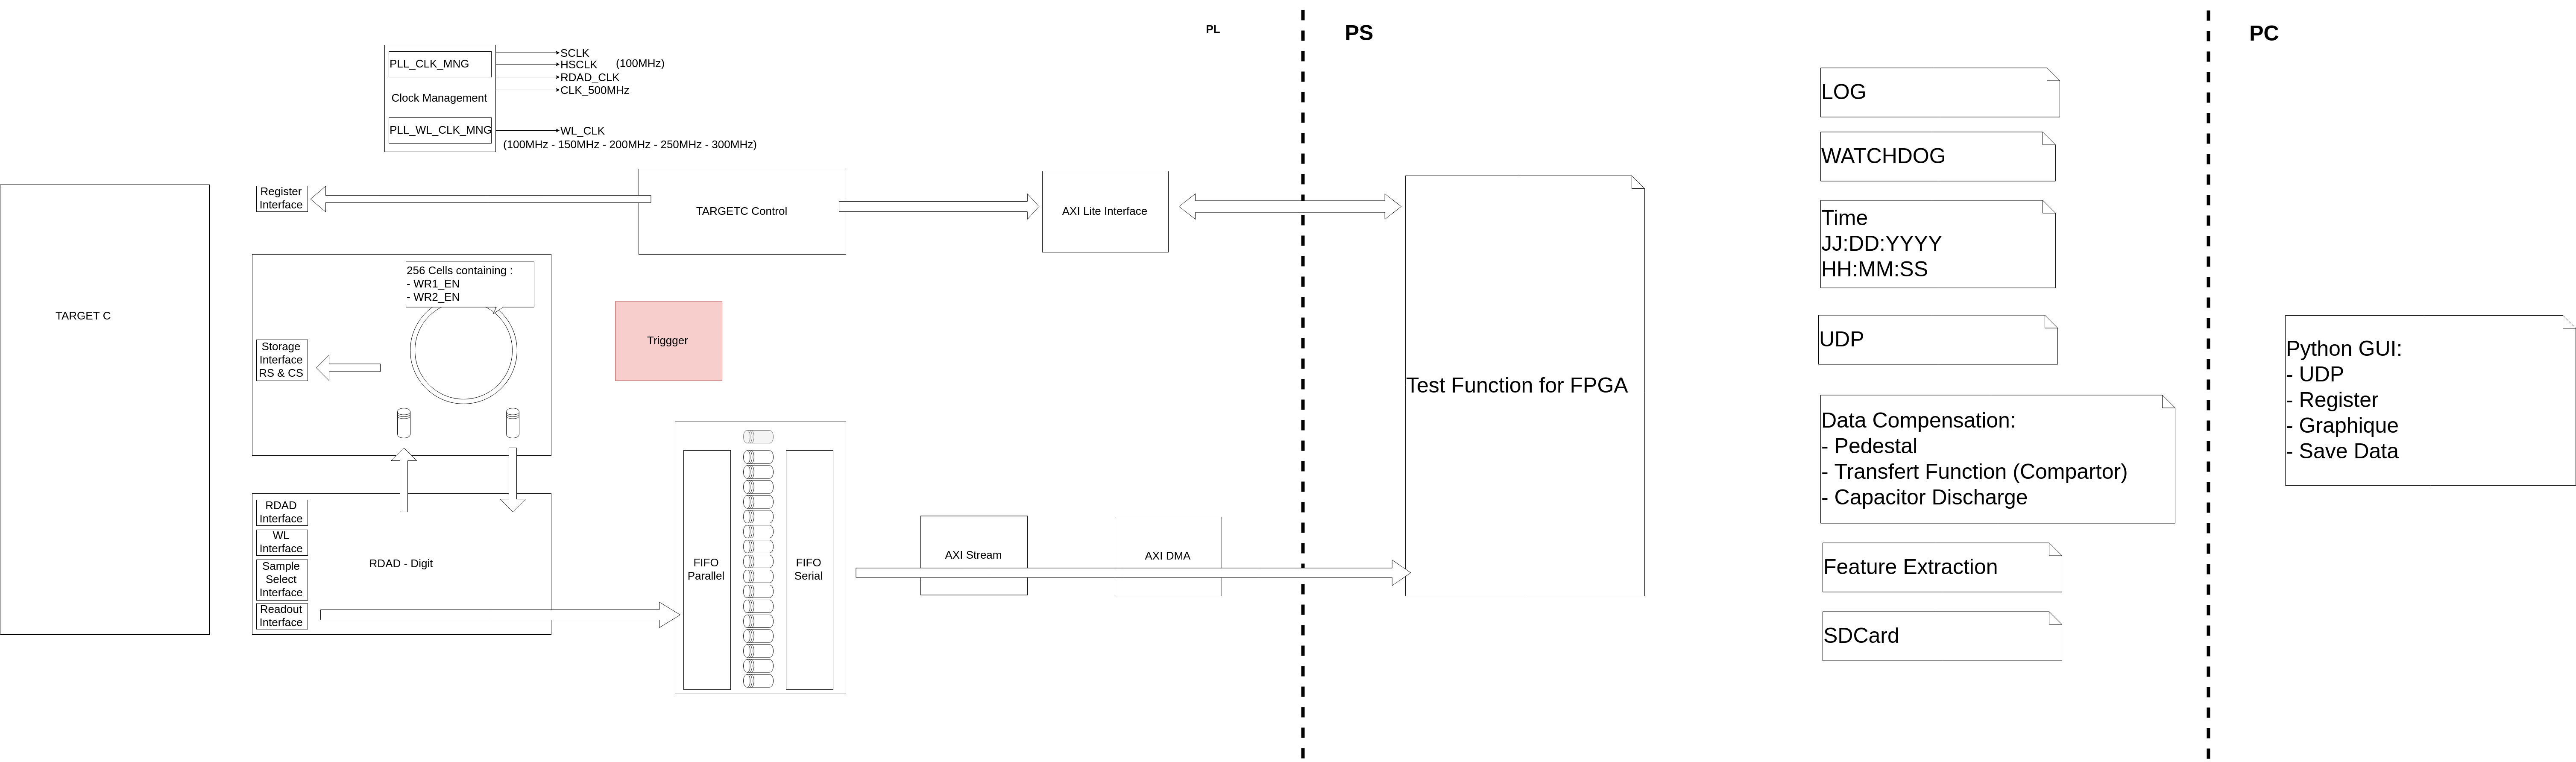 PL
PS
PC
PLL_CLK_MNG
Clock Management
PLL_WL_CLK_MNG
SCLK
HSCLK
(100MHz)
RDAD_CLK
CLK_500MHz
WL_CLK
(100MHz - 150MHz - 200MHz - 250MHz - 300MHz)
TARGET C
Register
Interface
TARGETC Control
AXI Lite Interface
256 Cells containing :
- WR1_EN
- WR2_EN
Storage
Interface
RS & CS
Triggger
RDAD
Interface
WL
Interface
Sample
Select
Interface
Readout
Interface
RDAD - Digit
FIFO
Parallel
FIFO
Serial
AXI Stream
AXI DMA
Test Function for FPGA
LOG
WATCHDOG
Time
JJ:DD:YYYY
HH:MM:SS
UDP
Data Compensation:
- Pedestal
- Transfert Function (Compartor)
- Capacitor Discharge
Feature Extraction
SDCard
Python GUI:
- UDP
- Register
- Graphique
- Save Data